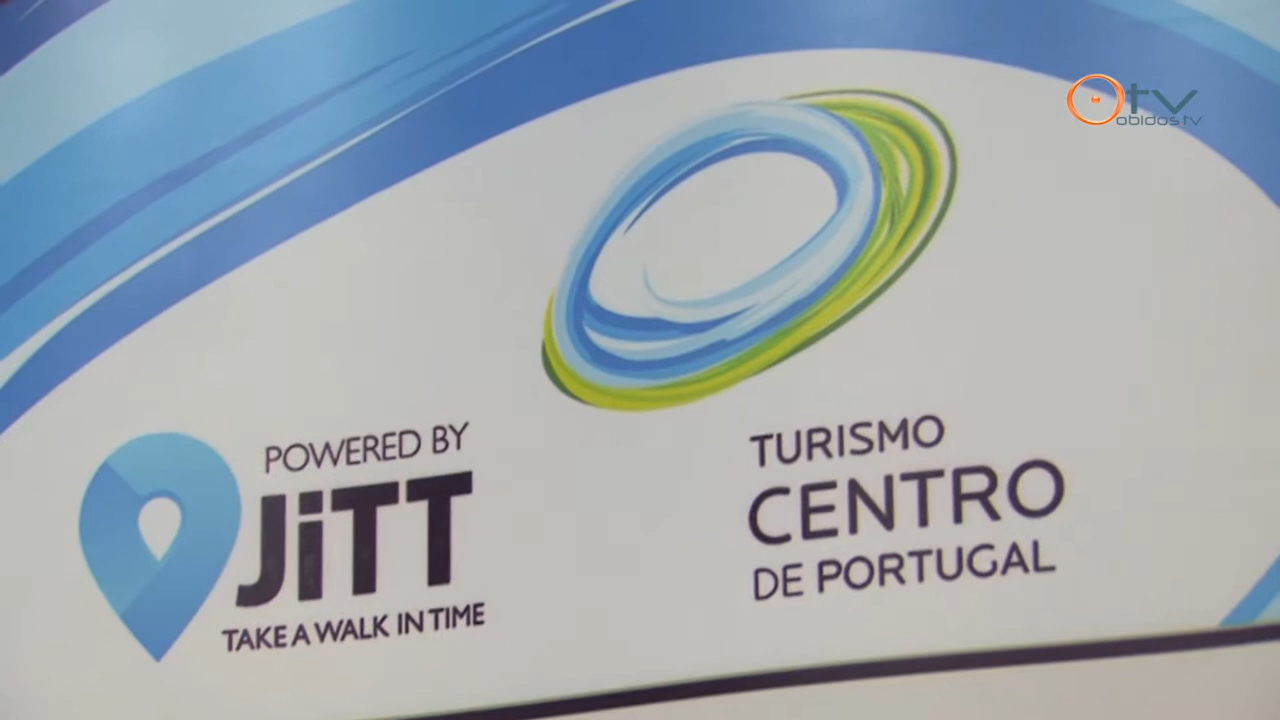 tv
obidos tv
POWERED BY
JiTT
TAKE A WALK IN TIME
TURISMO
CENTRO
DE PORTUGAL